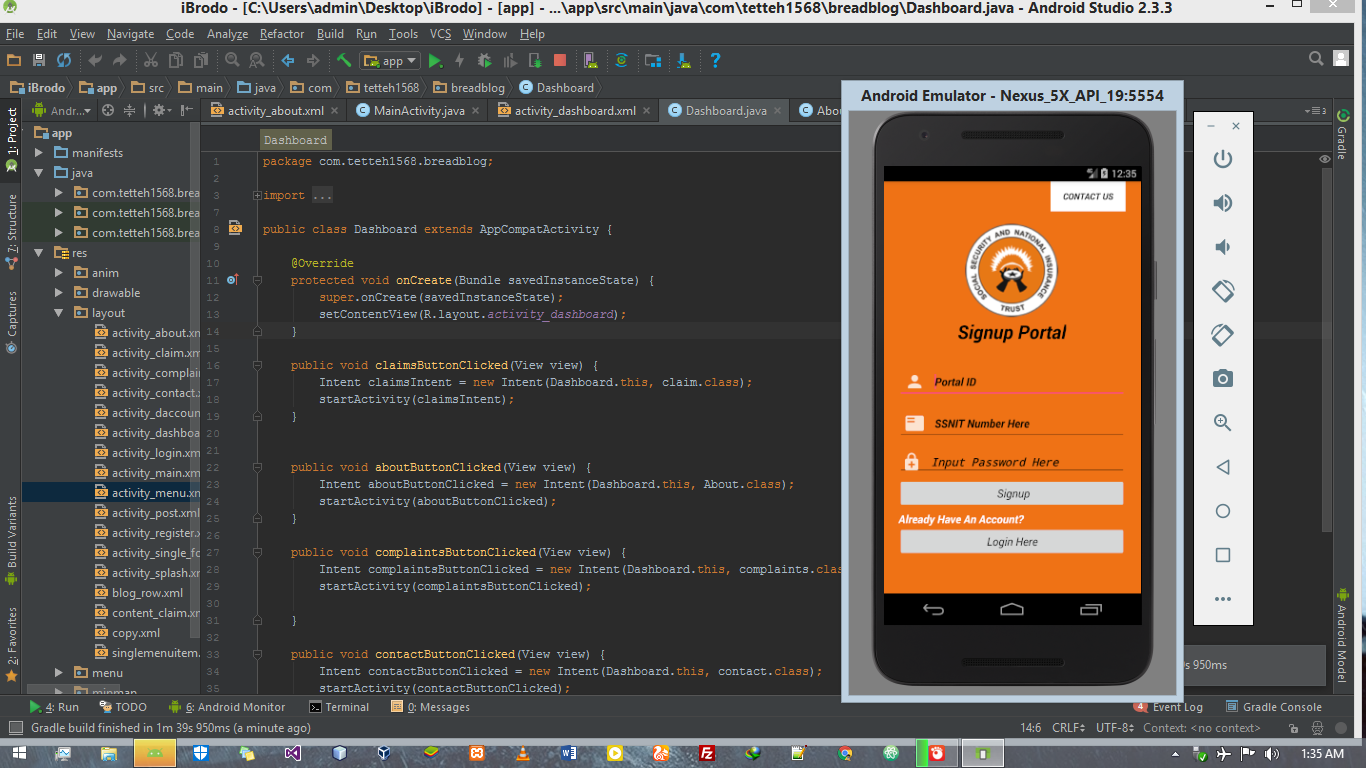 iBrodo - [C:\Users\admin\Desktop\iBrodo] - [app] - ...\app\src\main\java\com\tetteh1568\breadblog\Dashboard.java - Android Studio 2.3.3
File Edit View Navigate Code Analyze Refactor Build Run Tools VCS Window Help
app
iBrodo app src main java com tetteh1568 breadblog Dashboard
Andr... activity_about.xml MainActivity.java activity_dashboard.xml Dashboard.java Abou
1: Project
7: Structure
Captures
Build Variants
2: Favorites
app
manifests
java
com.tetteh1568.brea
com.tetteh1568.brea
com.tetteh1568.brea
res
anim
drawable
layout
activity_about.xm
activity_claim.xm
activity_complain
activity_contact.
activity_daccoun
activity_dashboa
activity_login.xm
activity_main.xm
activity_menu.xm
activity_post.xml
activity_register.
activity_single_fo
activity_splash.xm
blog_row.xml
content_claim.xm
copy.xml
singlemenuitem.
menu
mipmap
Dashboard
1 package com.tetteh1568.breadblog;
2
3 import ...
7
8 public class Dashboard extends AppCompatActivity {
9
10 @Override
11 protected void onCreate(Bundle savedInstanceState) {
12 super.onCreate(savedInstanceState);
13 setContentView(R.layout.activity_dashboard);
14 }
15
16 public void claimsButtonClicked(View view) {
17 Intent claimsIntent = new Intent(Dashboard.this, claim.class);
18 startActivity(claimsIntent);
19 }
20
21
22 public void aboutButtonClicked(View view) {
23 Intent aboutButtonClicked = new Intent(Dashboard.this, About.class);
24 startActivity(aboutButtonClicked);
25 }
26
27 public void complaintsButtonClicked(View view) {
28 Intent complaintsButtonClicked = new Intent(Dashboard.this, complaints.clas
29 startActivity(complaintsButtonClicked);
30
31 }
32
33 public void contactButtonClicked(View view) {
34 Intent contactButtonClicked = new Intent(Dashboard.this, contact.class);
35 startActivity(contactButtonClicked);
Android Emulator - Nexus_5X_API_19:5554
12:35
CONTACT US
SOCIAL SECURITY AND NATIONAL INSURANCE
TRUST
Signup Portal
Portal ID
SSNIT Number Here
Input Password Here
Signup
Already Have An Account?
Login Here
Gradle
Android Model
s 950ms
4: Run TODO 6: Android Monitor Terminal 0: Messages 4 Event Log Gradle Console
Gradle build finished in 1m 39s 950ms (a minute ago) 14:6 CRLF UTF-8 Context: <no context>
1:35 AM